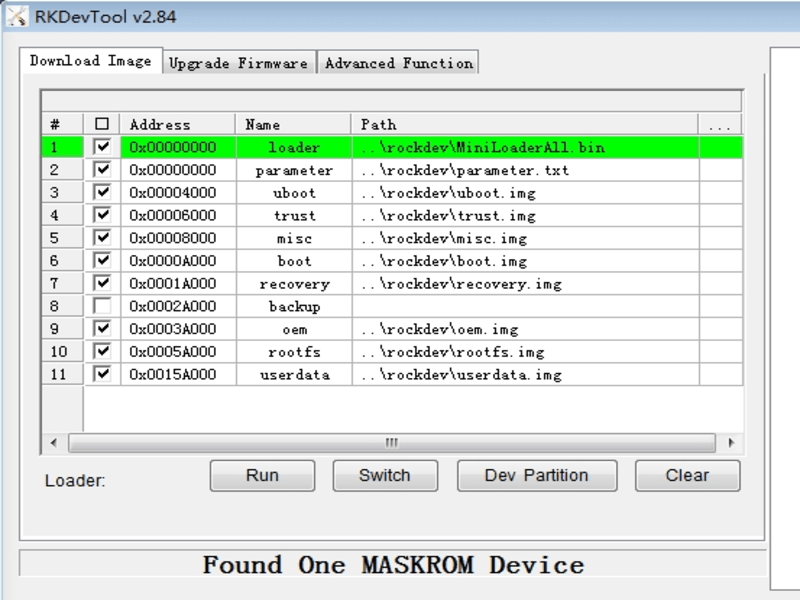 RKDevTool v2.84
Download Image Upgrade Firmware Advanced Function
# Address Name Path ...
1 0x00000000 loader ..\rockdev\MiniLoaderAll.bin
2 0x00000000 parameter ..\rockdev\parameter.txt
3 0x00004000 uboot ..\rockdev\uboot.img
4 0x00006000 trust ..\rockdev\trust.img
5 0x00008000 misc ..\rockdev\misc.img
6 0x0000A000 boot ..\rockdev\boot.img
7 0x0001A000 recovery ..\rockdev\recovery.img
8 0x0002A000 backup
9 0x0003A000 oem ..\rockdev\oem.img
10 0x0005A000 rootfs ..\rockdev\rootfs.img
11 0x0015A000 userdata ..\rockdev\userdata.img
Loader: Run Switch Dev Partition Clear
Found One MASKROM Device